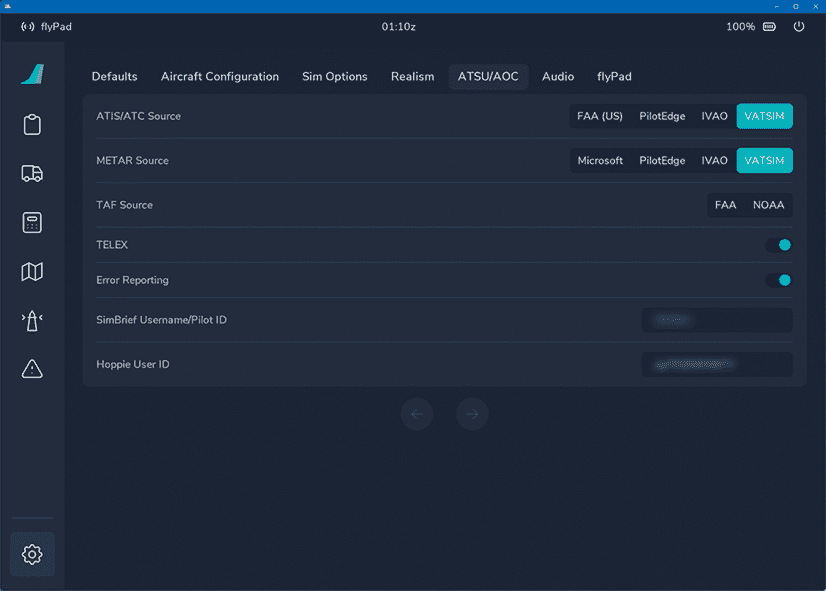 flyPad 01:10z 100%
Defaults Aircraft Configuration Sim Options Realism ATSU/AOC Audio flyPad
ATIS/ATC Source FAA (US) PilotEdge IVAO VATSIM
METAR Source Microsoft PilotEdge IVAO VATSIM
TAF Source FAA NOAA
TELEX
Error Reporting
SimBrief Username/Pilot ID
Hoppie User ID